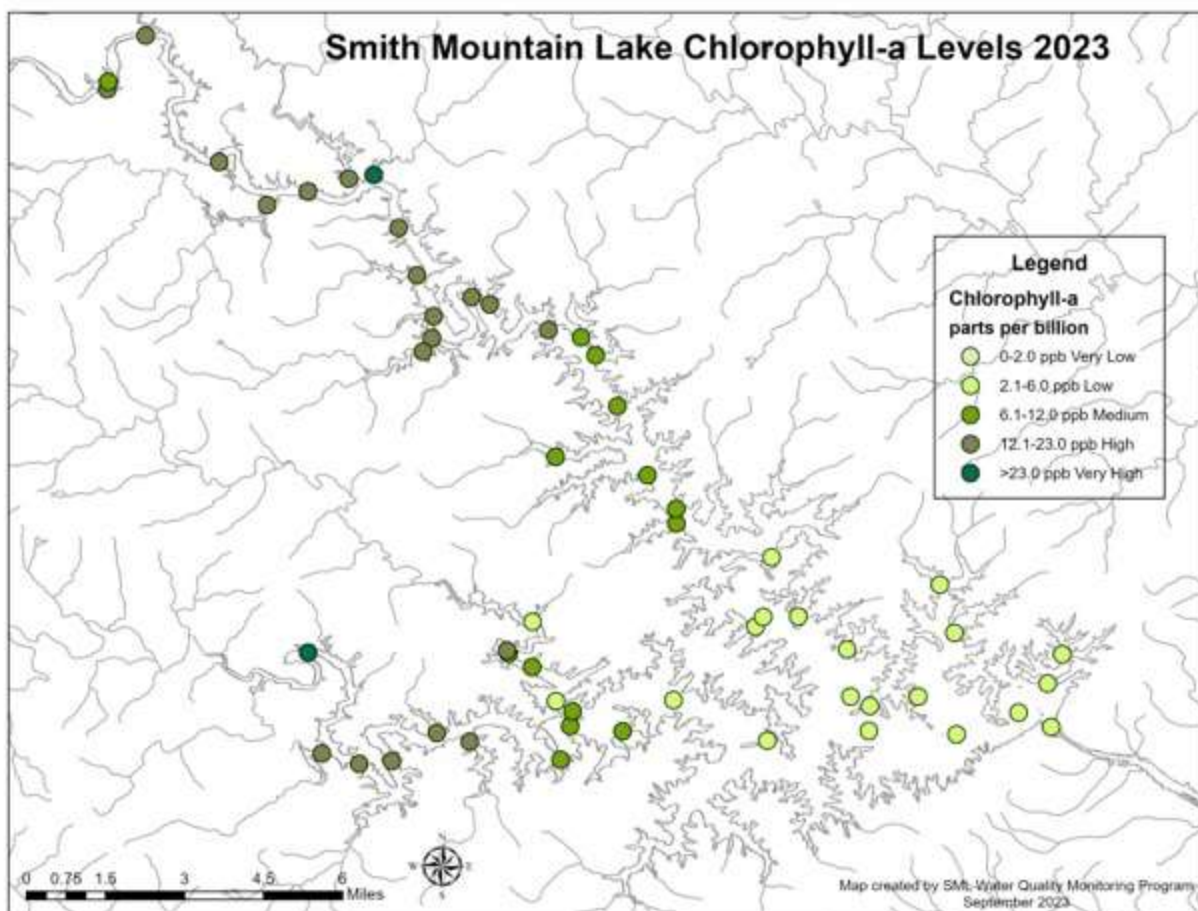 Smith Mountain Lake Chlorophyll-a Levels 2023
Legend
Chlorophyll-a
parts per billion
0-2.0 ppb Very Low
2.1-6.0 ppb Low
6.1-12.0 ppb Medium
12.1-23.0 ppb High
>23.0 ppb Very High
N
W E
S
0 0.75 1.5 3 4.5 6
Miles
Map created by SML-Water Quality Monitoring Program
September 2023